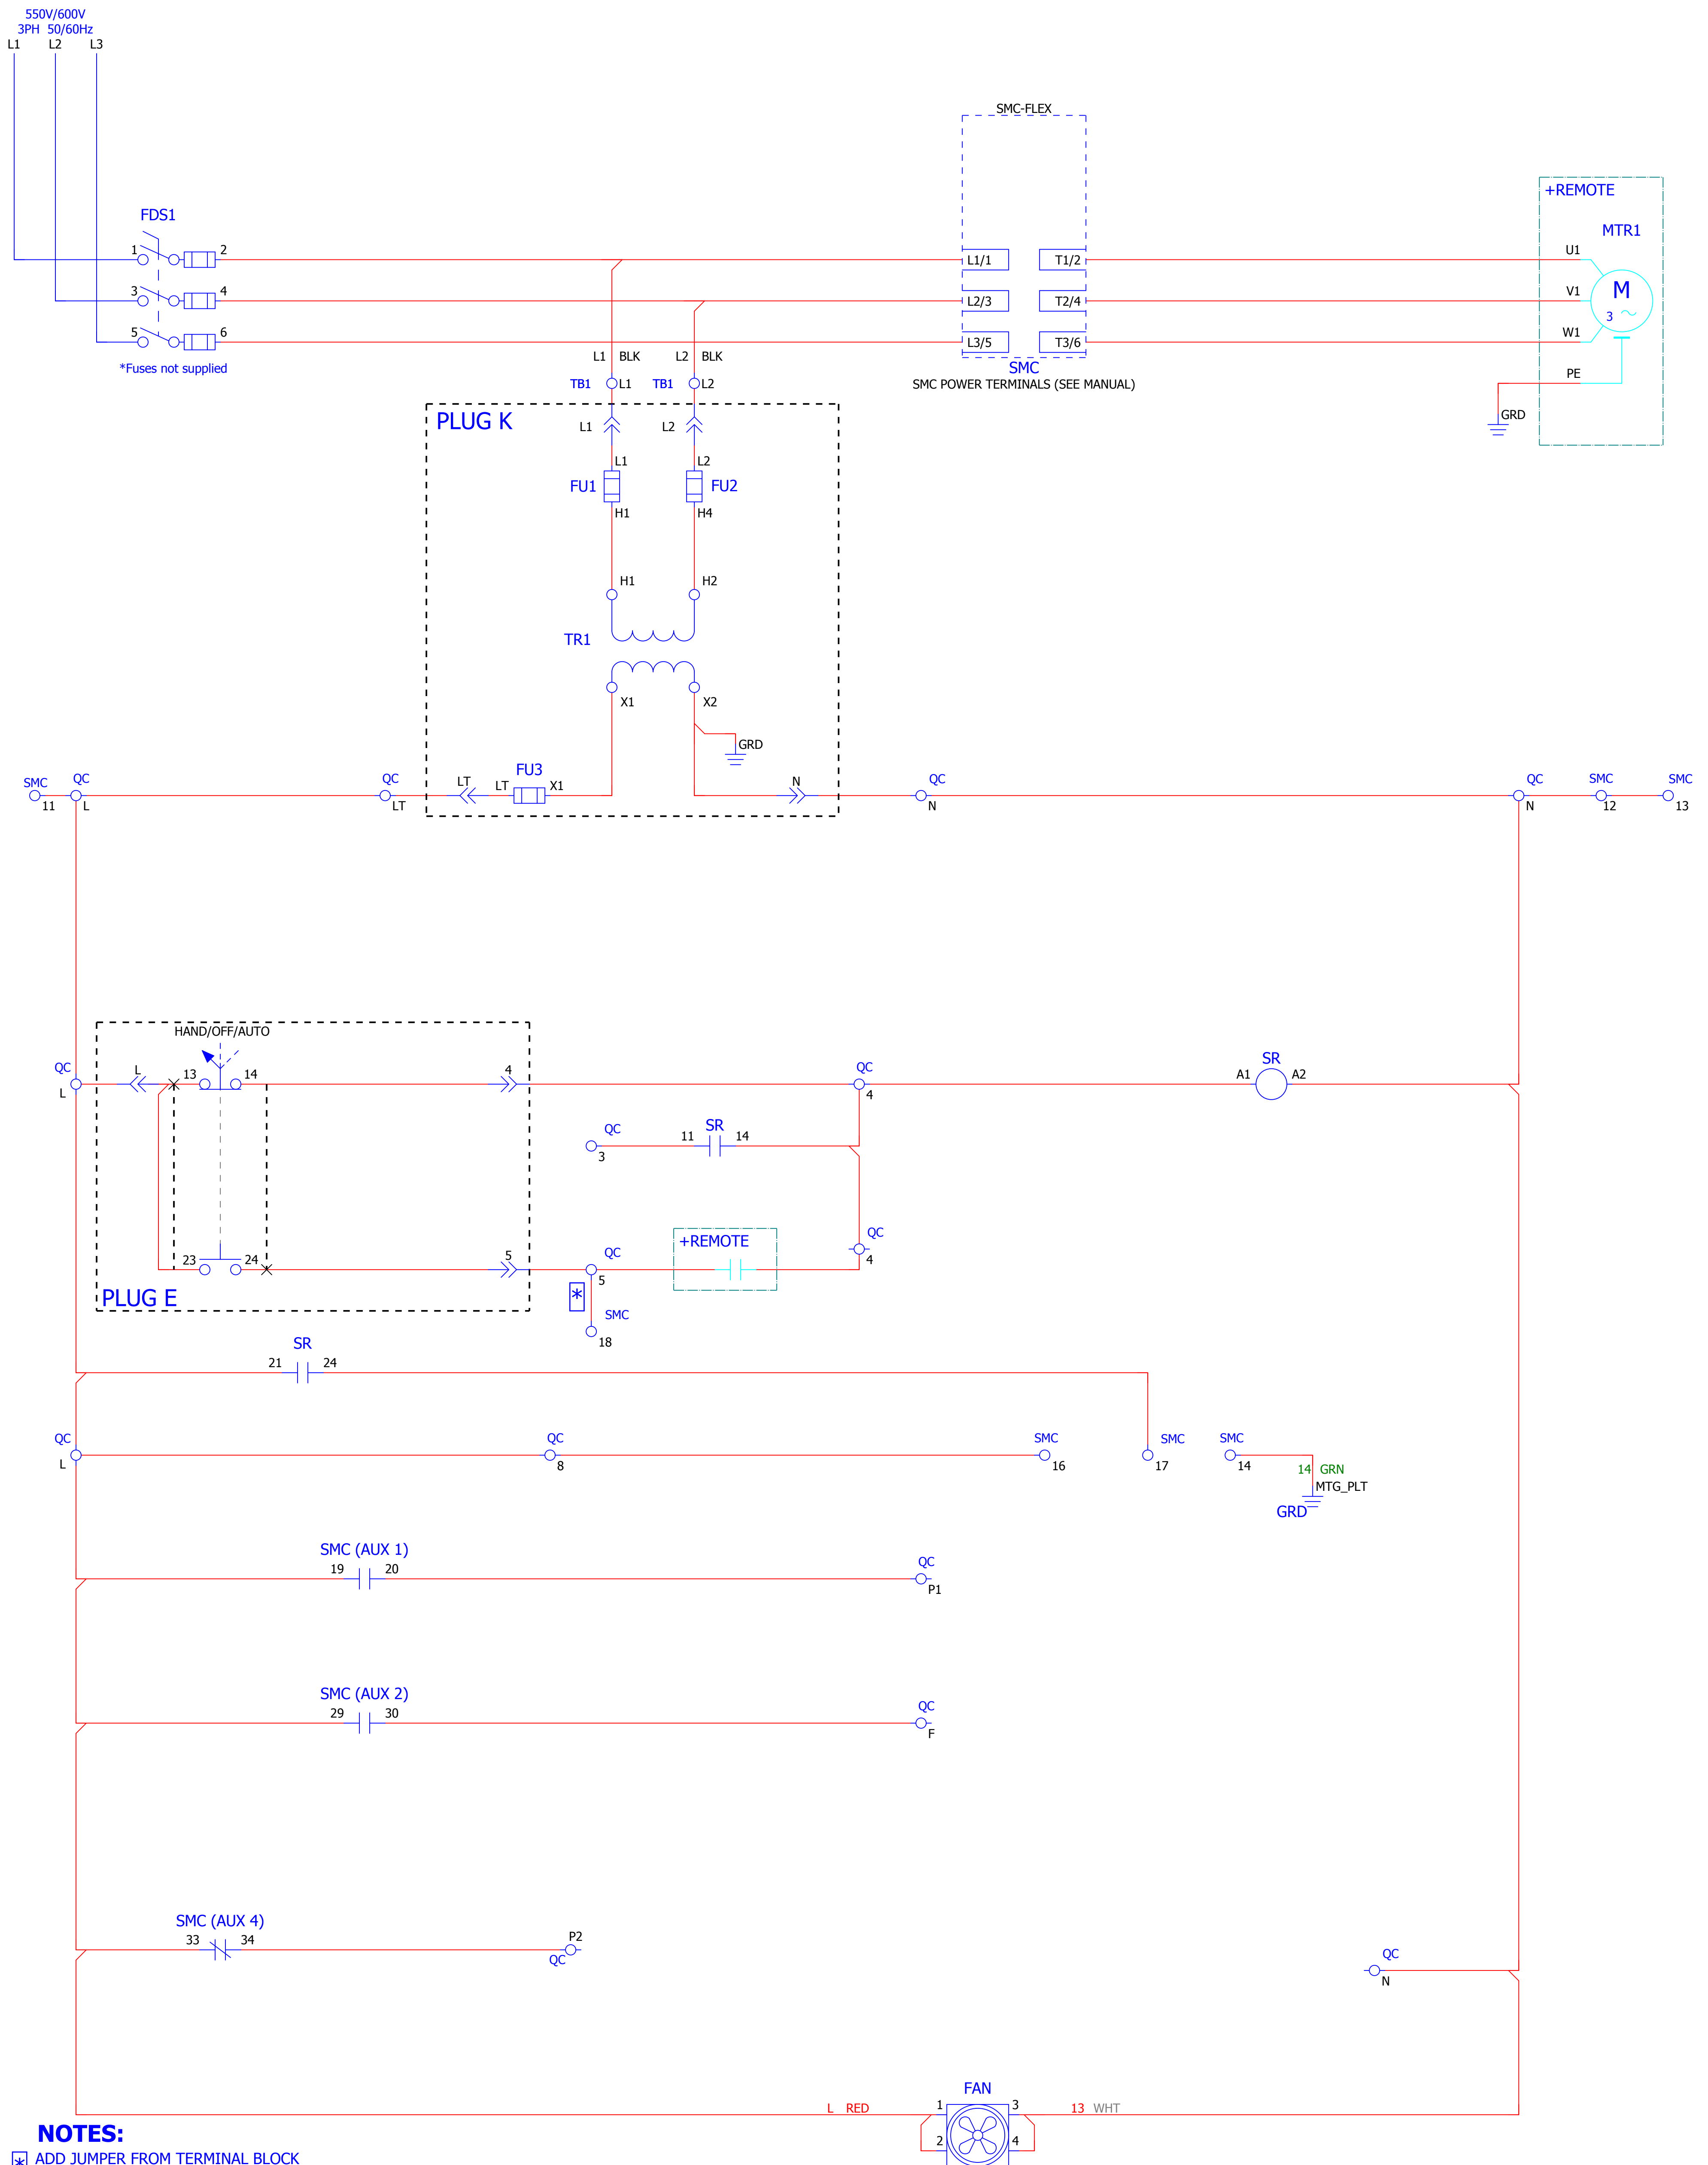 550V/600V
3PH 50/60Hz
L1 L2 L3
SMC-FLEX
+REMOTE
FDS1
MTR1
1 2 L1/1 T1/2 U1
3 4 L2/3 T2/4 V1
M
3
5 6 L3/5 T3/6 W1
*Fuses not supplied
L1 BLK L2 BLK
SMC
SMC POWER TERMINALS (SEE MANUAL)
PE
TB1 L1 TB1 L2
GRD
PLUG K
L1 L2
L1 L2
FU1 FU2
H1 H4
H1 H2
TR1
X1 X2
GRD
FU3
SMC QC QC LT LT X1 N QC QC SMC SMC
11 L LT N N 12 13
HAND/OFF/AUTO
QC L 13 14 4 QC SR
A1 A2
L 4
QC 11 SR 14
3
QC
+REMOTE
23 24 5 QC 4
5
PLUG E * SMC
18
SR
21 24
QC QC SMC SMC SMC
L 8 16 17 14
14 GRN
MTG_PLT
GRD
SMC (AUX 1)
19 20 QC
P1
SMC (AUX 2)
29 30 QC
F
SMC (AUX 4)
33 34 P2
QC QC
N
FAN
L RED 1 3 13 WHT
NOTES:
2 4
* ADD JUMPER FROM TERMINAL BLOCK